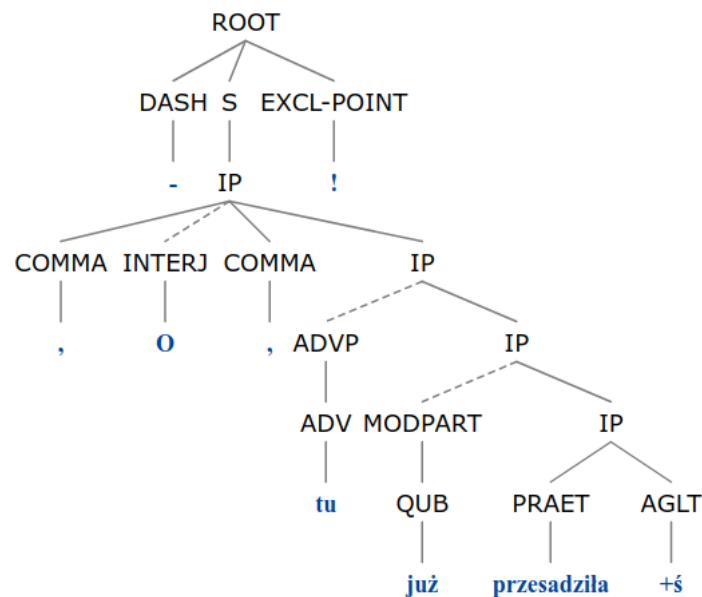 ROOT
DASH S EXCL-POINT
- IP !
COMMA INTERJ COMMA IP
, O , ADVP IP
ADV MODPART IP
tu QUB PRAET AGLT
już przesadziła +ś